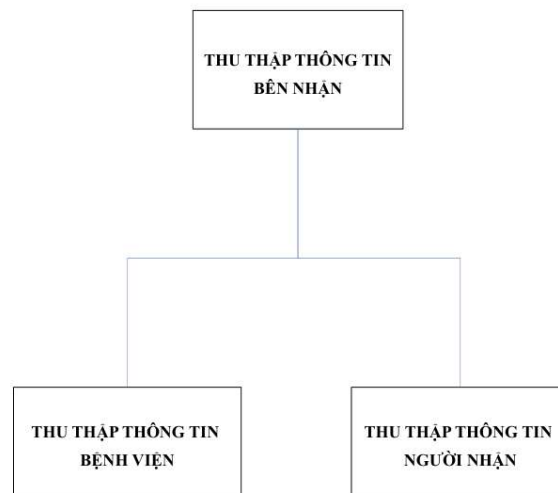 THU THẬP THÔNG TIN
BÊN NHẬN
THU THẬP THÔNG TIN
BỆNH VIỆN
THU THẬP THÔNG TIN
NGƯỜI NHẬN